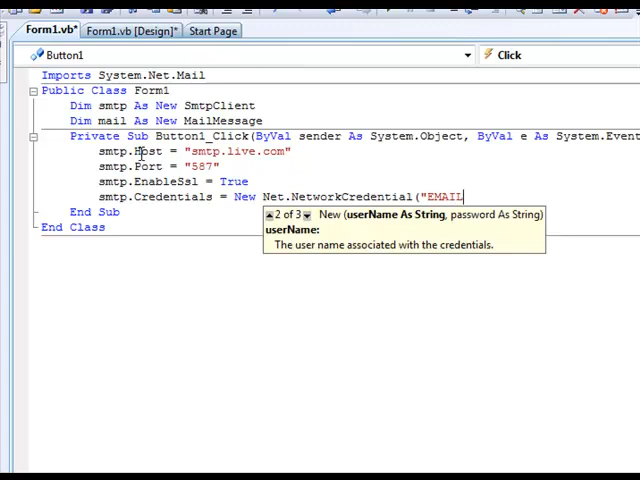 Form1.vb* Form1.vb [Design]* Start Page
Button1 Click
Imports System.Net.Mail
Public Class Form1
Dim smtp As New SmtpClient
Dim mail As New MailMessage
Private Sub Button1_Click(ByVal sender As System.Object, ByVal e As System.Event
smtp.Host = "smtp.live.com"
smtp.Port = "587"
smtp.EnableSsl = True
smtp.Credentials = New Net.NetworkCredential("EMAIL
End Sub
End Class
2 of 3 New (userName As String, password As String)
userName:
The user name associated with the credentials.